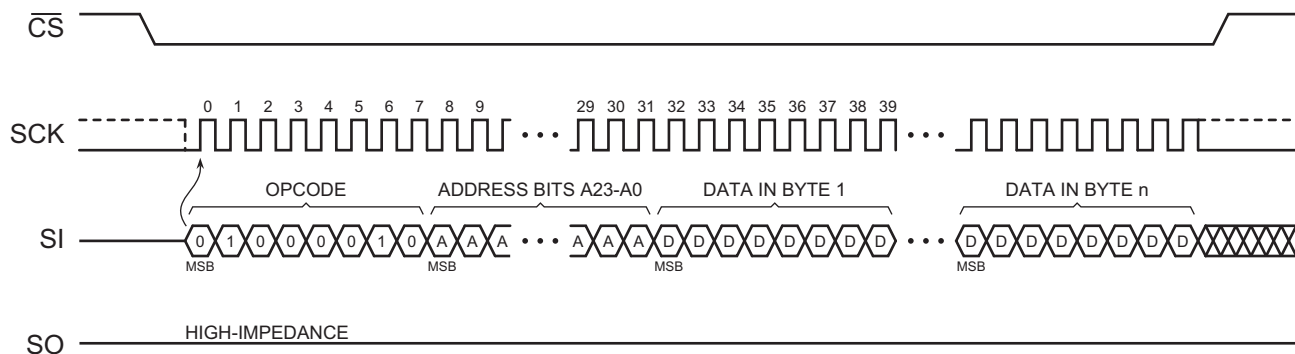 CS
0 1 2 3 4 5 6 7 8 9 29 30 31 32 33 34 35 36 37 38 39
SCK
OPCODE ADDRESS BITS A23-A0 DATA IN BYTE 1 DATA IN BYTE n
SI 0 1 0 0 0 0 1 0 A A A A A A D D D D D D D D D D D D D D D D
MSB MSB MSB MSB
HIGH-IMPEDANCE
SO